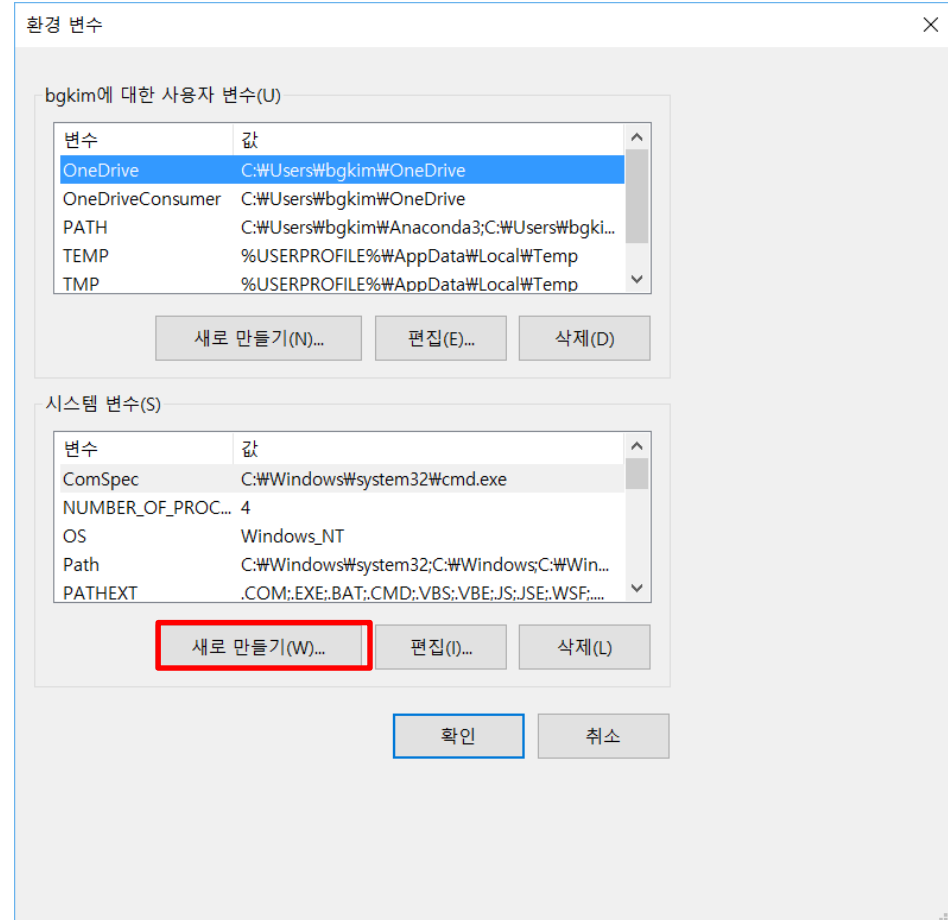 환경 변수
bgkim에 대한 사용자 변수(U)
변수 값
OneDrive C:₩Users₩bgkim₩OneDrive
OneDriveConsumer C:₩Users₩bgkim₩OneDrive
PATH C:₩Users₩bgkim₩Anaconda3;C:₩Users₩bgki...
TEMP %USERPROFILE%₩AppData₩Local₩Temp
TMP %USERPROFILE%₩AppData₩Local₩Temp
새로 만들기(N)... 편집(E)... 삭제(D)
시스템 변수(S)
변수 값
ComSpec C:₩Windows₩system32₩cmd.exe
NUMBER_OF_PROC... 4
OS Windows_NT
Path C:₩Windows₩system32;C:₩Windows;C:₩Win...
PATHEXT .COM;.EXE;.BAT;.CMD;.VBS;.VBE;.JS;.JSE;.WSF;....
새로 만들기(W)... 편집(I)... 삭제(L)
확인 취소